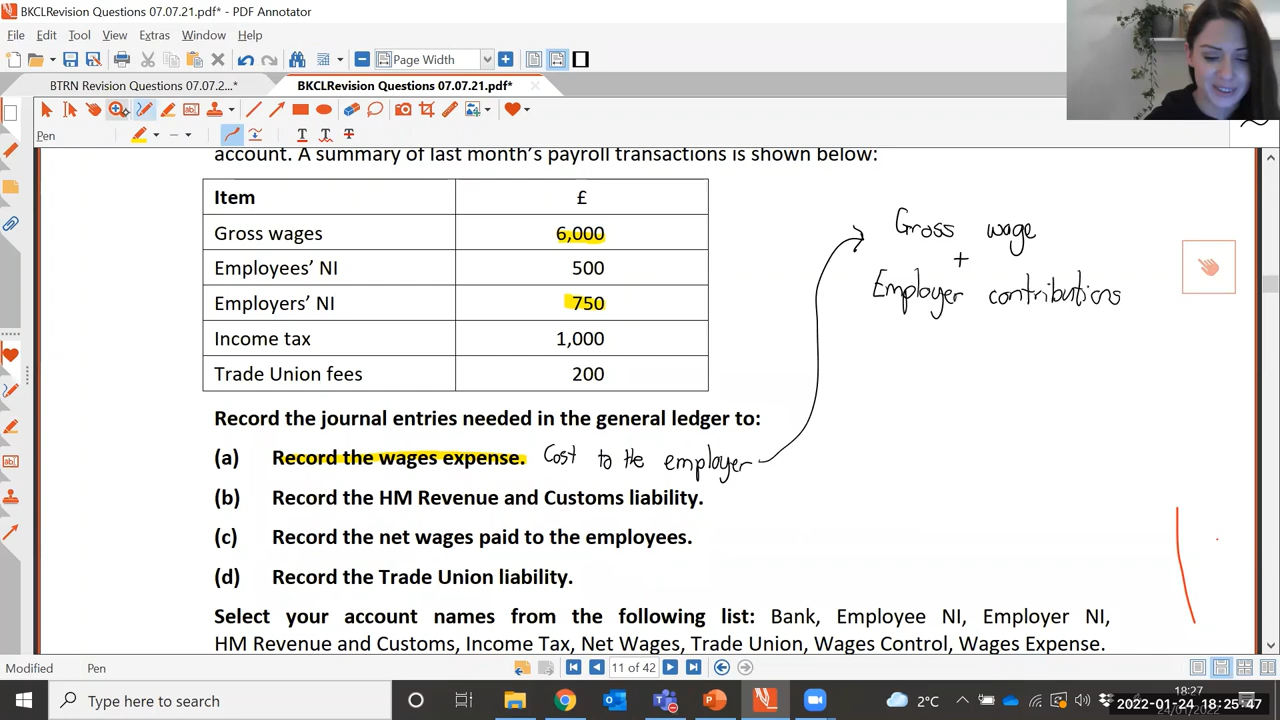 BKCLRevision Questions 07.07.21.pdf* - PDF Annotator
File Edit Tool View Extras Window Help
Page Width
BTRN Revision Questions 07.07.2...* BKCLRevision Questions 07.07.21.pdf*
Pen
account. A summary of last month's payroll transactions is shown below:
Item £
Gross wages 6,000
Employees' NI 500
Employers' NI 750
Income tax 1,000
Trade Union fees 200
Gross wage
+
Employer contributions
Record the journal entries needed in the general ledger to:
(a) Record the wages expense. Cost to the employer
(b) Record the HM Revenue and Customs liability.
(c) Record the net wages paid to the employees.
(d) Record the Trade Union liability.
Select your account names from the following list: Bank, Employee NI, Employer NI,
HM Revenue and Customs, Income Tax, Net Wages, Trade Union, Wages Control, Wages Expense.
Modified Pen 11 of 42
Type here to search 2°C 18:27
2022-01-24 18:25:47